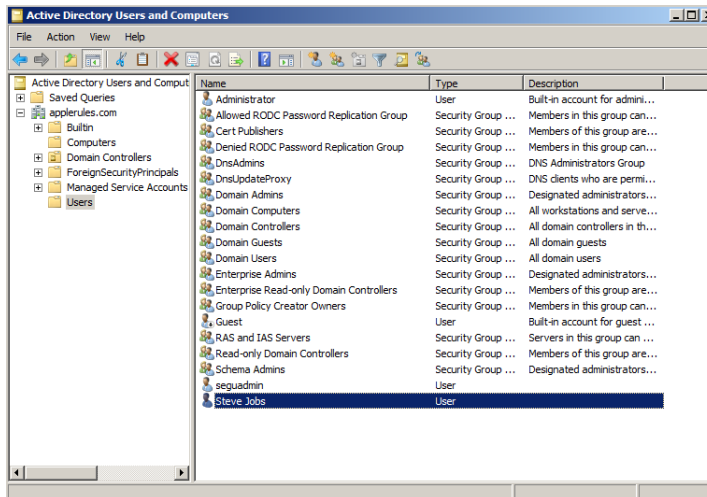 Active Directory Users and Computers
File Action View Help
Active Directory Users and Comput
Saved Queries
applerules.com
Builtin
Computers
Domain Controllers
ForeignSecurityPrincipals
Managed Service Accounts
Users
Name Type Description
Administrator User Built-in account for admini...
Allowed RODC Password Replication Group Security Group ... Members in this group can...
Cert Publishers Security Group ... Members of this group are...
Denied RODC Password Replication Group Security Group ... Members in this group can...
DnsAdmins Security Group ... DNS Administrators Group
DnsUpdateProxy Security Group ... DNS clients who are permi...
Domain Admins Security Group ... Designated administrators...
Domain Computers Security Group ... All workstations and serve...
Domain Controllers Security Group ... All domain controllers in th...
Domain Guests Security Group ... All domain guests
Domain Users Security Group ... All domain users
Enterprise Admins Security Group ... Designated administrators...
Enterprise Read-only Domain Controllers Security Group ... Members of this group are...
Group Policy Creator Owners Security Group ... Members in this group can...
Guest User Built-in account for guest ...
RAS and IAS Servers Security Group ... Servers in this group can ...
Read-only Domain Controllers Security Group ... Members of this group are...
Schema Admins Security Group ... Designated administrators...
seguadmin User
Steve Jobs User